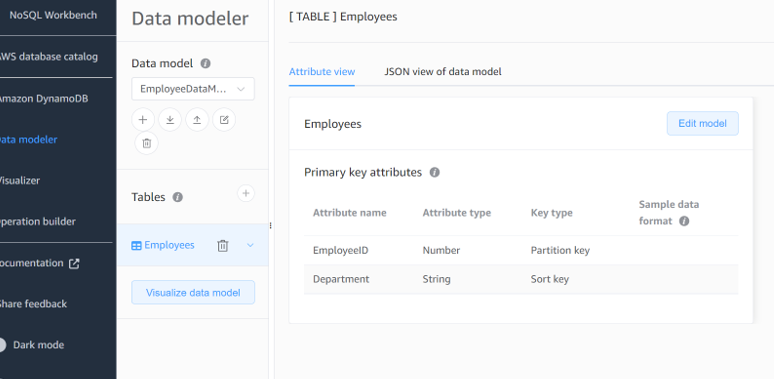 NoSQL Workbench
AWS database catalog
Amazon DynamoDB
Data modeler
Visualizer
Operation builder
Documentation
Share feedback
Dark mode
Data modeler
Data model
EmployeeDataM...
Tables
Employees
Visualize data model
[ TABLE ] Employees
Attribute view JSON view of data model
Employees Edit model
Primary key attributes
Attribute name Attribute type Key type Sample data format
EmployeeID Number Partition key
Department String Sort key